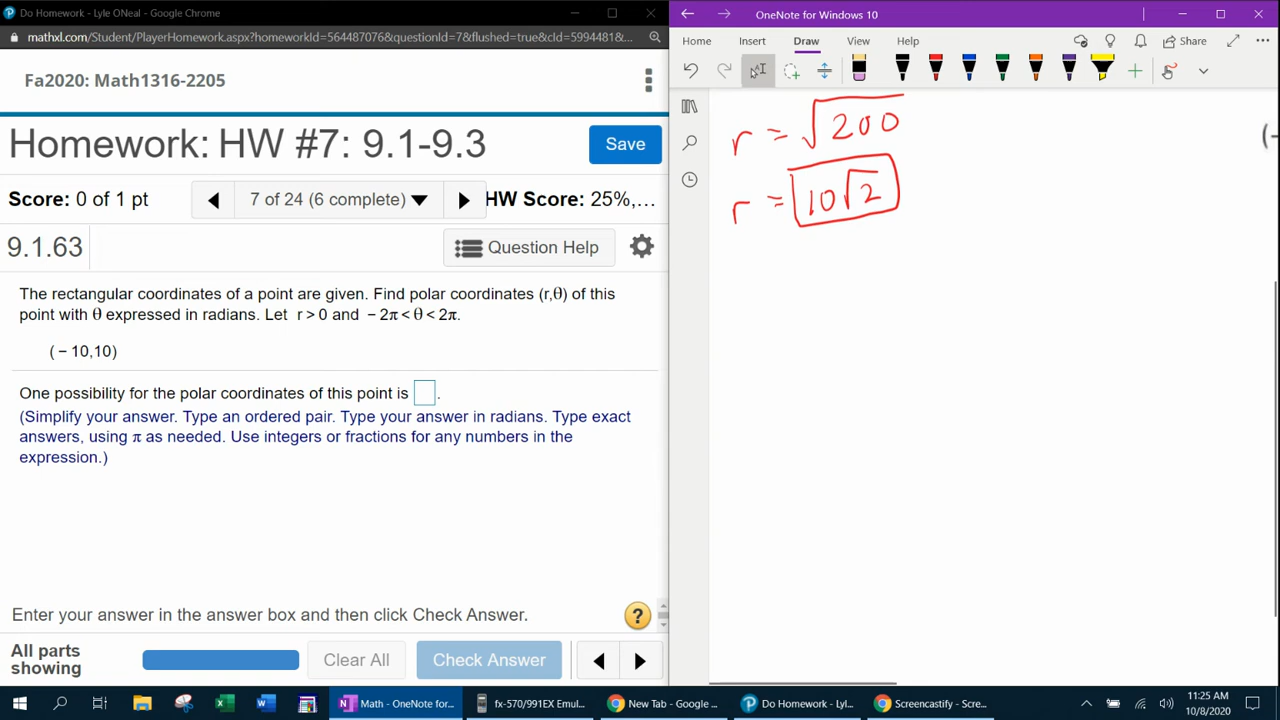 Do Homework - Lyle ONeal - Google Chrome
mathxl.com/Student/PlayerHomework.aspx?homeworkId=564487076&questionId=7&flushed=true&cId=5994481&...
Fa2020: Math1316-2205
Homework: HW #7: 9.1-9.3
Save
Score: 0 of 1 pt
7 of 24 (6 complete)
HW Score: 25%,...
9.1.63
Question Help
The rectangular coordinates of a point are given. Find polar coordinates (r,θ) of this
point with θ expressed in radians. Let r > 0 and − 2π < θ < 2π.
( − 10,10)
One possibility for the polar coordinates of this point is .
(Simplify your answer. Type an ordered pair. Type your answer in radians. Type exact
answers, using π as needed. Use integers or fractions for any numbers in the
expression.)
Enter your answer in the answer box and then click Check Answer.
?
All parts
showing
Clear All
Check Answer
OneNote for Windows 10
Home
Insert
Draw
View
Help
Share
r = √200
r = 10√2
(-
Math - OneNote for...
fx-570/991EX Emul...
New Tab - Google ...
Do Homework - Lyl...
Screencastify - Scre...
11:25 AM
10/8/2020